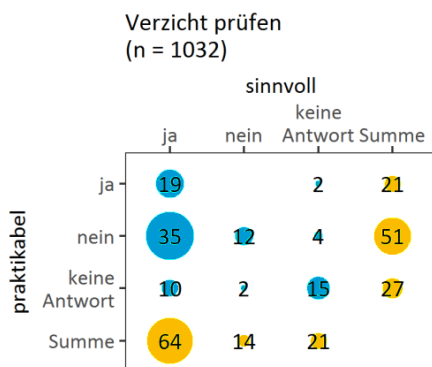 Verzicht prüfen
(n = 1032)
sinnvoll
ja nein keine Antwort Summe
praktikabel
ja 19 2 21
nein 35 12 4 51
keine Antwort 10 2 15 27
Summe 64 14 21